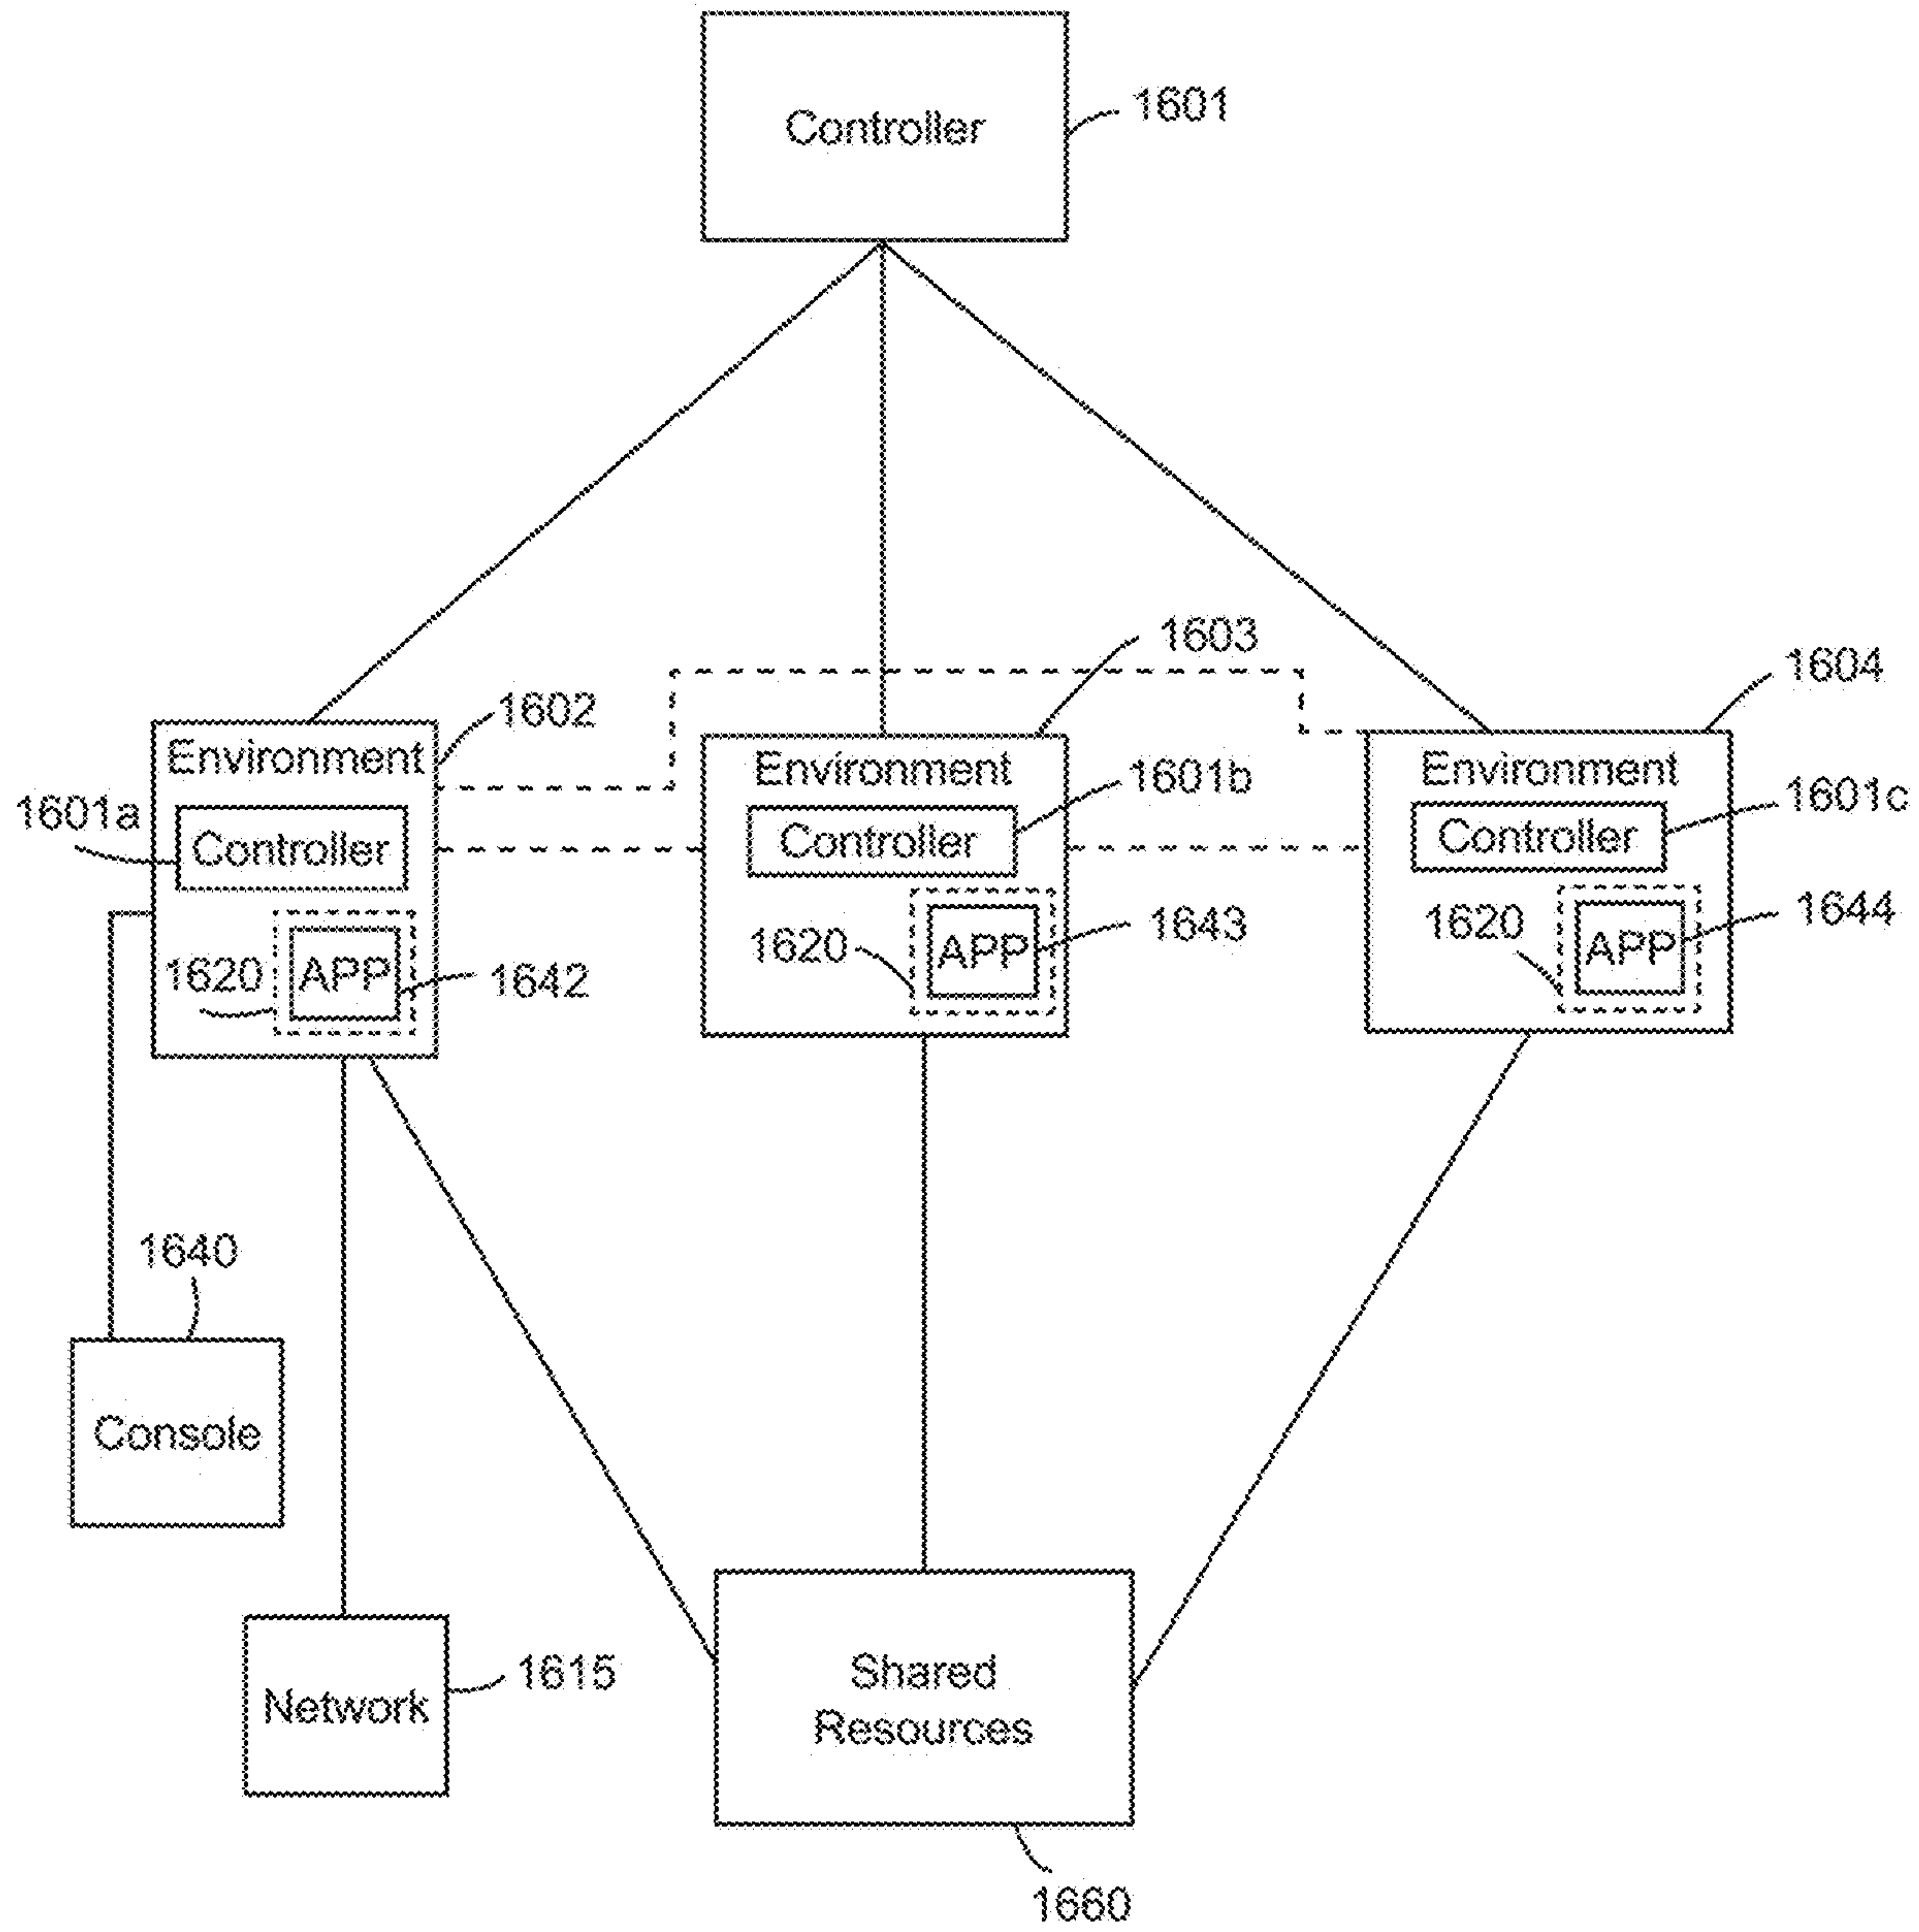 Controller
1601
1603
1604
1602
Environment
Environment
Environment
1601a
Controller
1601b
Controller
1601c
Controller
1620
APP
1642
1620
APP
1643
1620
APP
1644
1640
Console
Network
1615
Shared
Resources
1660